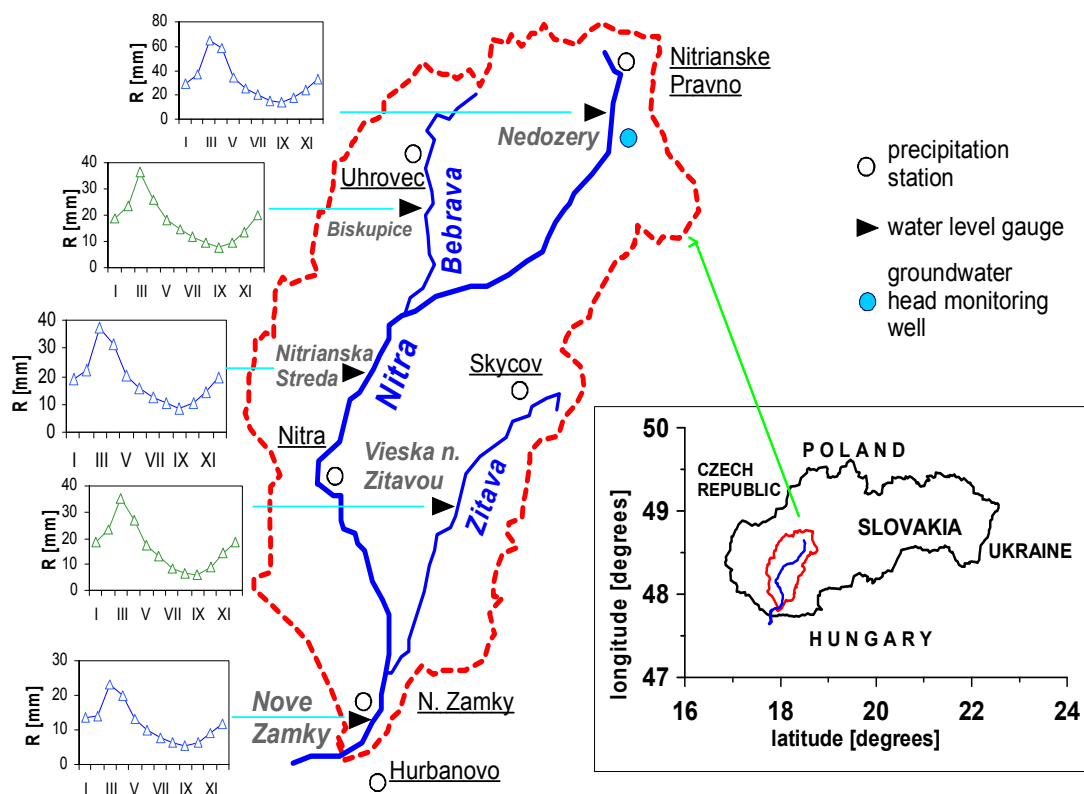 80
60
40
20
0
R [mm]
I III V VII IX XI
40
30
20
10
0
R [mm]
I III V VII IX XI
40
30
20
10
0
R [mm]
I III V VII IX XI
40
30
20
10
0
R [mm]
I III V VII IX XI
30
20
10
0
R [mm]
I III V VII IX XI
Nitrianske
Pravno
Nedozery
Uhrovec
Biskupice
Bebrava
Nitrianska
Streda
Nitra
Skycov
Nitra
Vieska n.
Zitavou
Zitava
Nove
Zamky
N. Zamky
Hurbanovo
precipitation
station
water level gauge
groundwater
head monitoring
well
50
49
48
47
longitude [degrees]
POLAND
CZECH
REPUBLIC
SLOVAKIA
UKRAINE
HUNGARY
16 18 20 22 24
latitude [degrees]